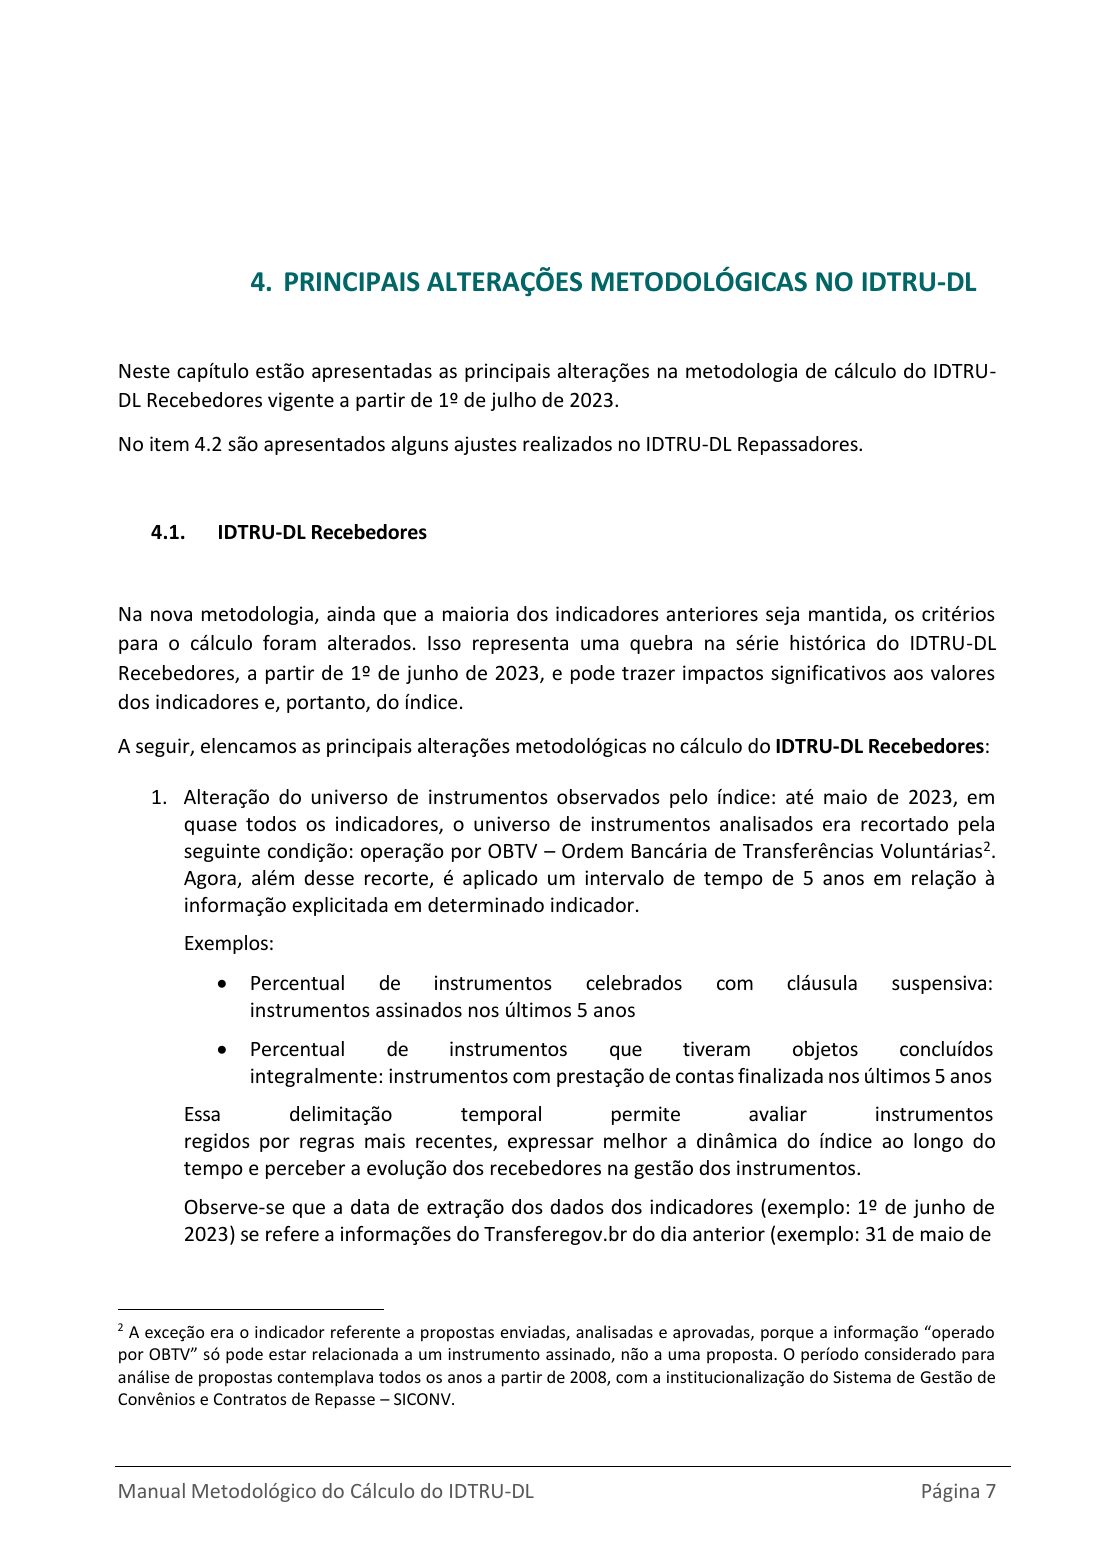 4. PRINCIPAIS ALTERAÇÕES METODOLÓGICAS NO IDTRU-DL
Neste capítulo estão apresentadas as principais alterações na metodologia de cálculo do IDTRU-
DL Recebedores vigente a partir de 1º de julho de 2023.
No item 4.2 são apresentados alguns ajustes realizados no IDTRU-DL Repassadores.
4.1. IDTRU-DL Recebedores
Na nova metodologia, ainda que a maioria dos indicadores anteriores seja mantida, os critérios
para o cálculo foram alterados. Isso representa uma quebra na série histórica do IDTRU-DL
Recebedores, a partir de 1º de junho de 2023, e pode trazer impactos significativos aos valores
dos indicadores e, portanto, do índice.
A seguir, elencamos as principais alterações metodológicas no cálculo do IDTRU-DL Recebedores:
1. Alteração do universo de instrumentos observados pelo índice: até maio de 2023, em
quase todos os indicadores, o universo de instrumentos analisados era recortado pela
seguinte condição: operação por OBTV – Ordem Bancária de Transferências Voluntárias².
Agora, além desse recorte, é aplicado um intervalo de tempo de 5 anos em relação à
informação explicitada em determinado indicador.
Exemplos:
• Percentual de instrumentos celebrados com cláusula suspensiva:
instrumentos assinados nos últimos 5 anos
• Percentual de instrumentos que tiveram objetos concluídos
integralmente: instrumentos com prestação de contas finalizada nos últimos 5 anos
Essa delimitação temporal permite avaliar instrumentos
regidos por regras mais recentes, expressar melhor a dinâmica do índice ao longo do
tempo e perceber a evolução dos recebedores na gestão dos instrumentos.
Observe-se que a data de extração dos dados dos indicadores (exemplo: 1º de junho de
2023) se refere a informações do Transferegov.br do dia anterior (exemplo: 31 de maio de
² A exceção era o indicador referente a propostas enviadas, analisadas e aprovadas, porque a informação “operado
por OBTV” só pode estar relacionada a um instrumento assinado, não a uma proposta. O período considerado para
análise de propostas contemplava todos os anos a partir de 2008, com a institucionalização do Sistema de Gestão de
Convênios e Contratos de Repasse – SICONV.
Manual Metodológico do Cálculo do IDTRU-DL Página 7